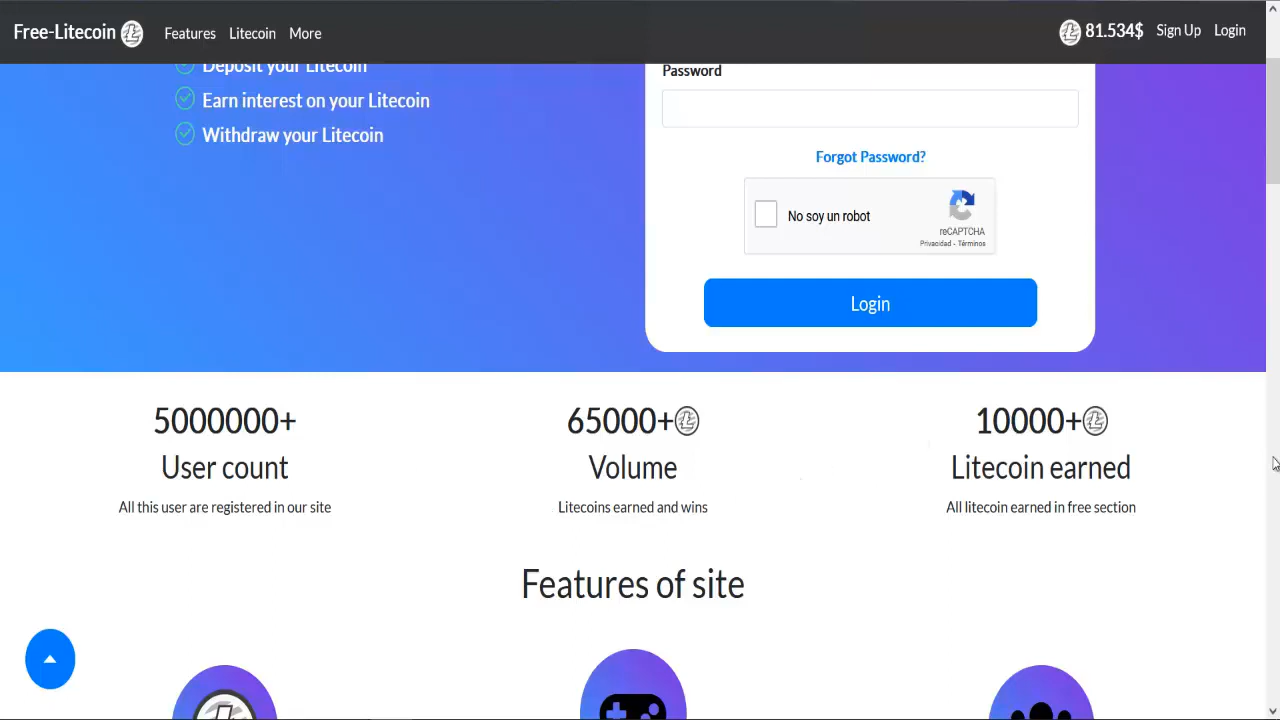 Free-Litecoin Features Litecoin More 81.534$ Sign Up Login
Deposit your Litecoin
Earn interest on your Litecoin
Withdraw your Litecoin
Password
Forgot Password?
No soy un robot
reCAPTCHA
Privacidad - Términos
Login
5000000+ 65000+ 10000+
User count Volume Litecoin earned
All this user are registered in our site Litecoins earned and wins All litecoin earned in free section
Features of site